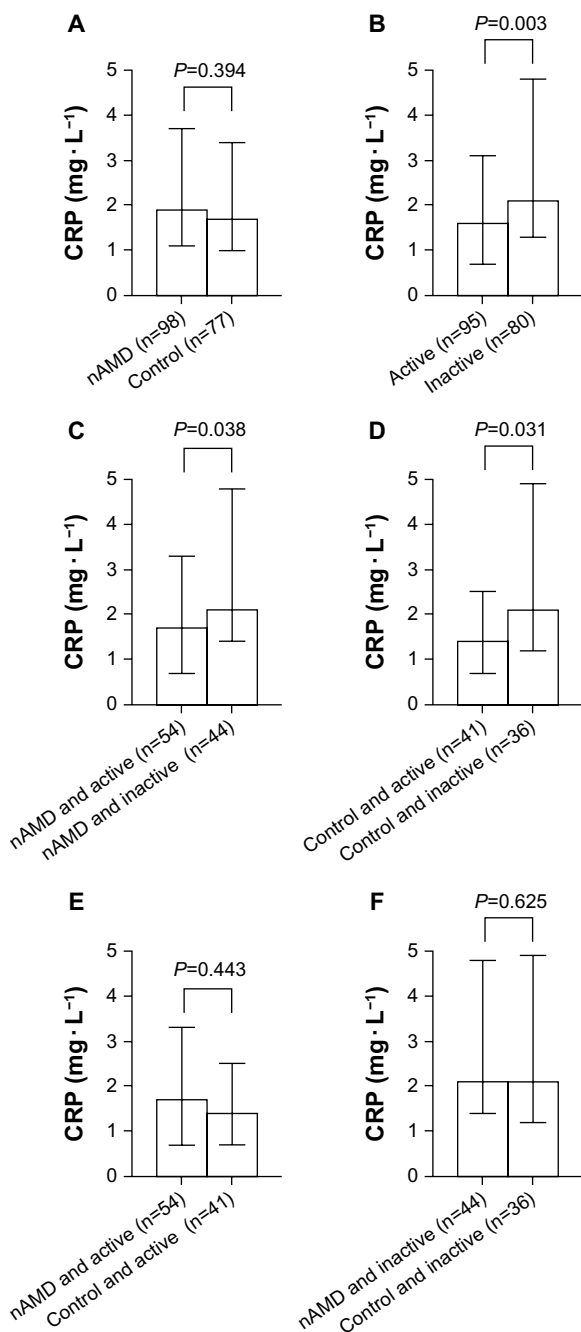 A
P=0.394
5
4
3
2
1
0
CRP (mg· L⁻¹)
nAMD (n=98)
Control (n=77)
B
P=0.003
5
4
3
2
1
0
CRP (mg· L⁻¹)
Active (n=95)
Inactive (n=80)
C
P=0.038
5
4
3
2
1
0
CRP (mg· L⁻¹)
nAMD and active (n=54)
nAMD and inactive (n=44)
D
P=0.031
5
4
3
2
1
0
CRP (mg· L⁻¹)
Control and active (n=41)
Control and inactive (n=36)
E
P=0.443
5
4
3
2
1
0
CRP (mg· L⁻¹)
nAMD and active (n=54)
Control and active (n=41)
F
P=0.625
5
4
3
2
1
0
CRP (mg· L⁻¹)
nAMD and inactive (n=44)
Control and inactive (n=36)